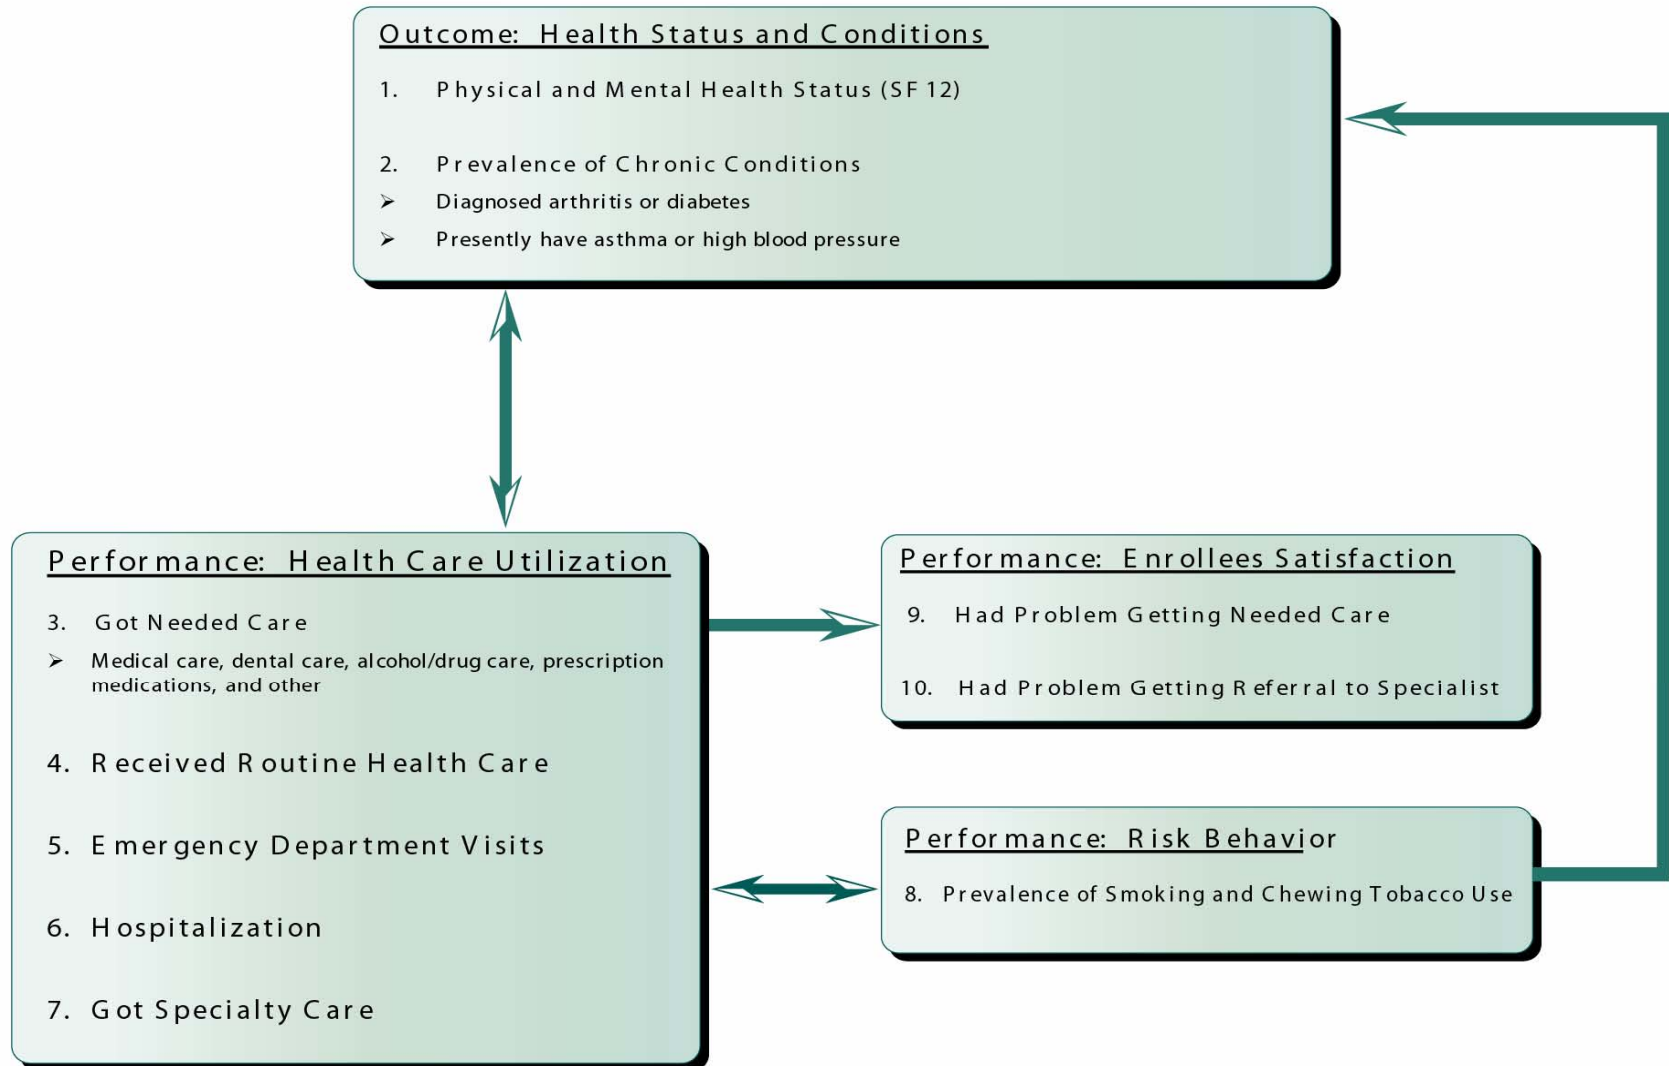 Outcome: Health Status and Conditions
1. Physical and Mental Health Status (SF 12)
2. Prevalence of Chronic Conditions
➢ Diagnosed arthritis or diabetes
➢ Presently have asthma or high blood pressure
Performance: Health Care Utilization
3. Got Needed Care
➢ Medical care, dental care, alcohol/drug care, prescription
medications, and other
4. Received Routine Health Care
5. Emergency Department Visits
6. Hospitalization
7. Got Specialty Care
Performance: Enrollees Satisfaction
9. Had Problem Getting Needed Care
10. Had Problem Getting Referral to Specialist
Performance: Risk Behavior
8. Prevalence of Smoking and Chewing Tobacco Use